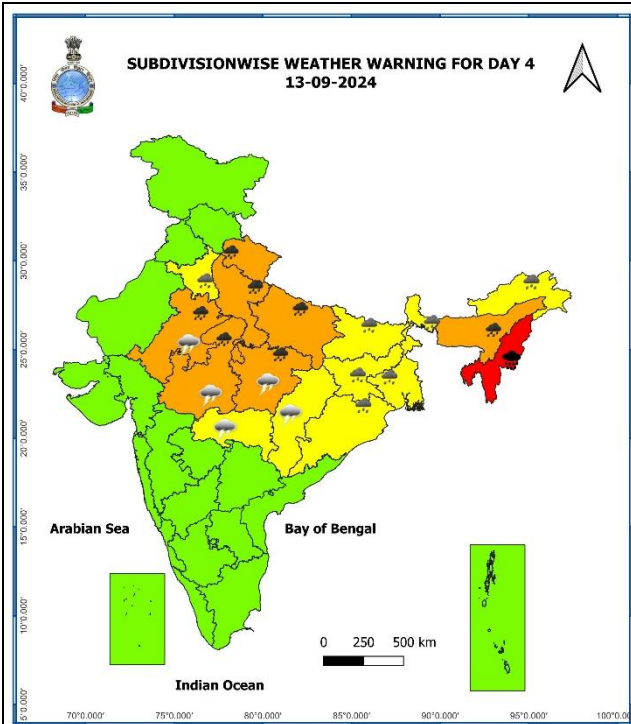 SUBDIVISIONWISE WEATHER WARNING FOR DAY 4
13-09-2024
40°0.000'
35°0.000'
30°0.000'
25°0.000'
20°0.000'
15°0.000'
10°0.000'
5°0.000'
Arabian Sea
Bay of Bengal
0 250 500 km
Indian Ocean
70°0.000' 75°0.000' 80°0.000' 85°0.000' 90°0.000' 95°0.000' 100°0.000'